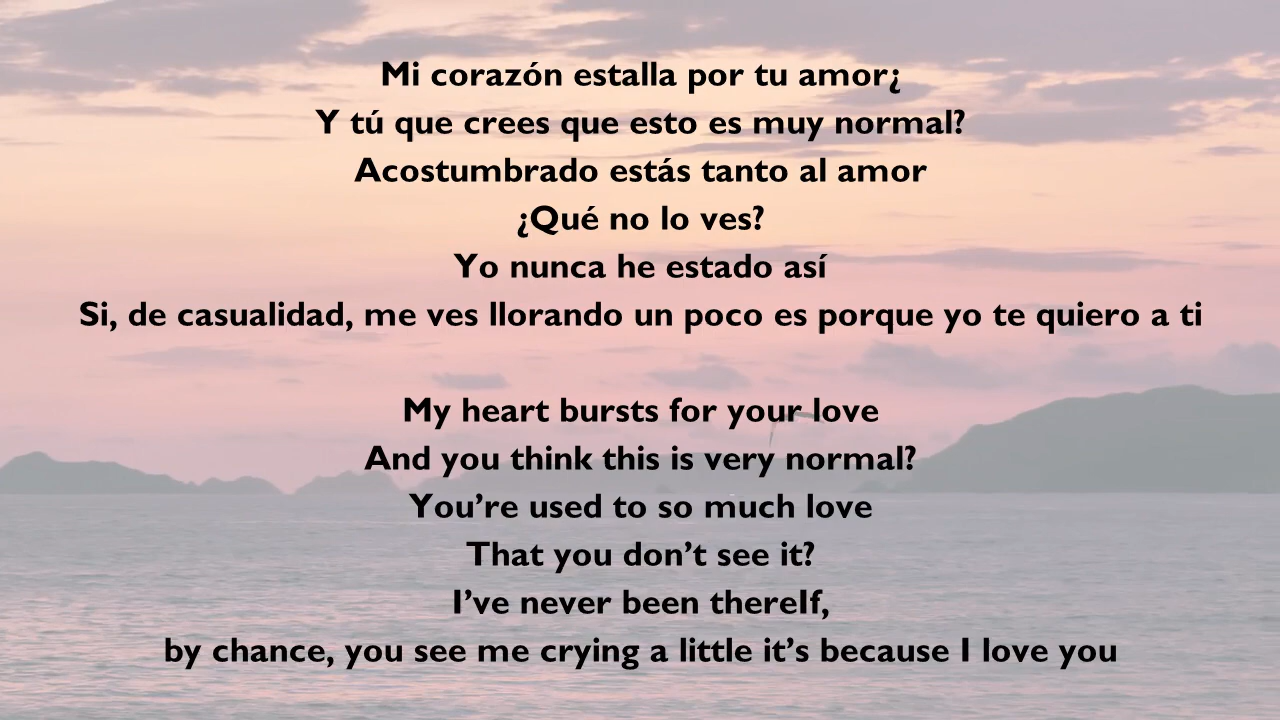 Mi corazón estalla por tu amor¿
Y tú que crees que esto es muy normal?
Acostumbrado estás tanto al amor
¿Qué no lo ves?
Yo nunca he estado así
Si, de casualidad, me ves llorando un poco es porque yo te quiero a ti
My heart bursts for your love
And you think this is very normal?
You’re used to so much love
That you don’t see it?
I’ve never been thereIf,
by chance, you see me crying a little it’s because I love you